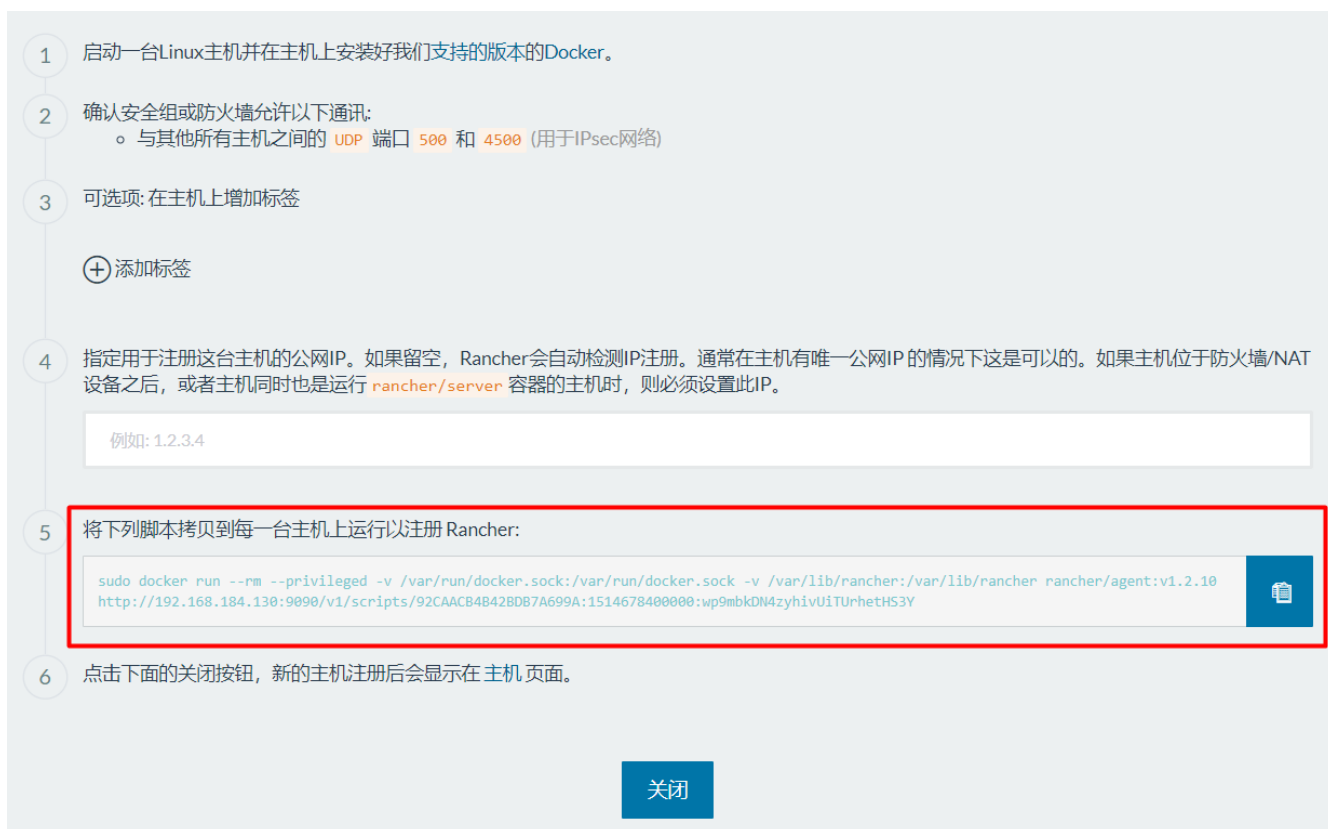 1 启动一台Linux主机并在主机上安装好我们支持的版本的Docker。
2 确认安全组或防火墙允许以下通讯:
与其他所有主机之间的 UDP 端口 500 和 4500 (用于IPsec网络)
3 可选项: 在主机上增加标签
添加标签
4 指定用于注册这台主机的公网IP。如果留空，Rancher会自动检测IP注册。通常在主机有唯一公网IP 的情况下这是可以的。如果主机位于防火墙/NAT
设备之后，或者主机同时也是运行 rancher/server 容器的主机时，则必须设置此IP。
例如: 1.2.3.4
5 将下列脚本拷贝到每一台主机上运行以注册 Rancher:
sudo docker run --rm --privileged -v /var/run/docker.sock:/var/run/docker.sock -v /var/lib/rancher:/var/lib/rancher rancher/agent:v1.2.10
http://192.168.184.130:9090/v1/scripts/92CAACB4B42BDB7A699A:1514678400000:wp9mbkDN4zyhivUiTUrhetHS3Y
6 点击下面的关闭按钮，新的主机注册后会显示在 主机 页面。
关闭